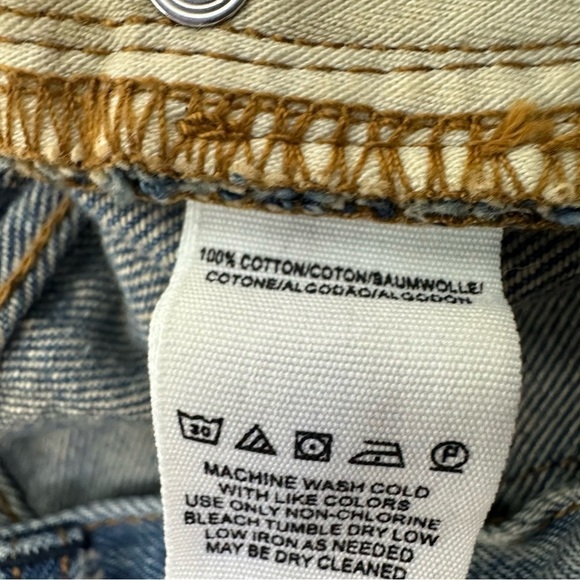 100% COTTON/COTON/BAUMWOLLE/
COTONE/ALGODÃO/ALGODON
30 P
MACHINE WASH COLD
WITH LIKE COLORS
USE ONLY NON-CHLORINE
BLEACH TUMBLE DRY LOW
LOW IRON AS NEEDED
MAY BE DRY CLEANED